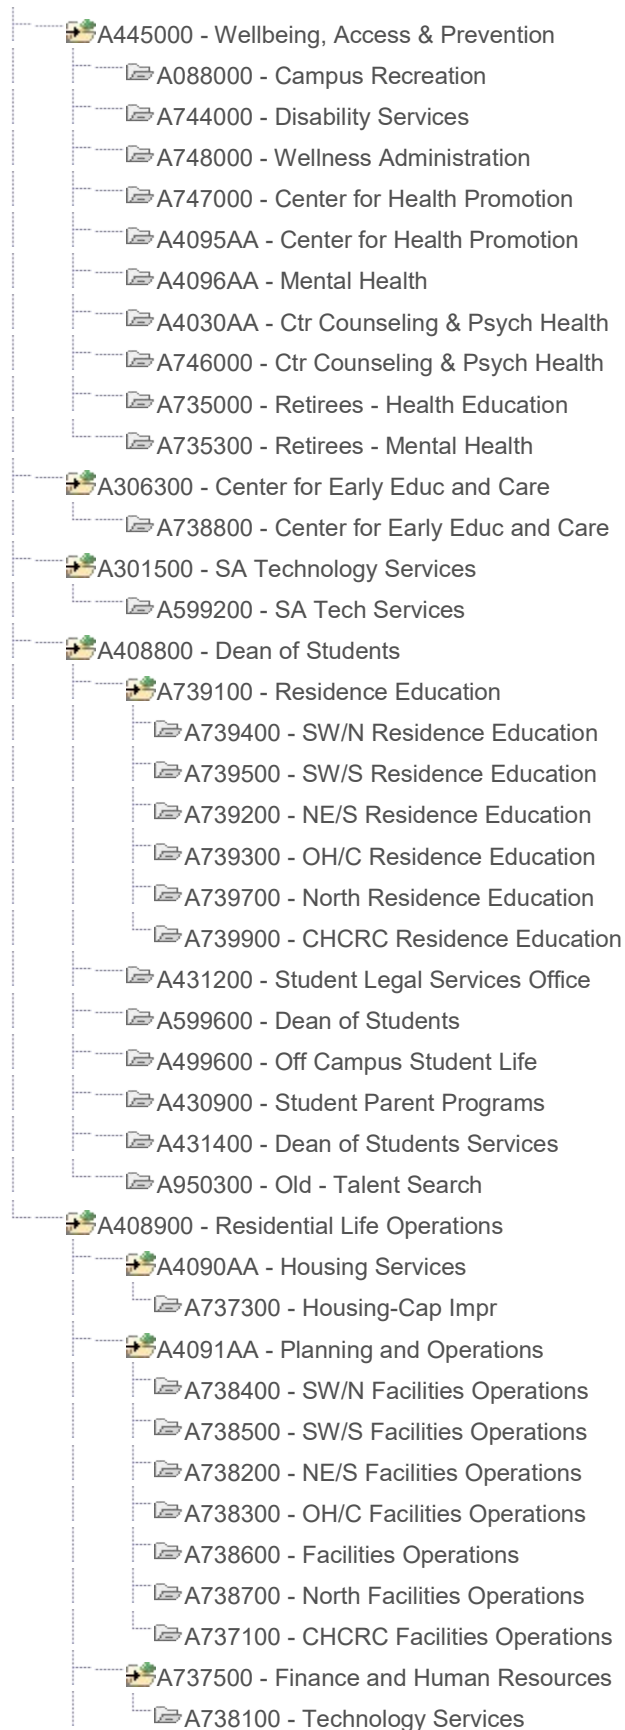 A445000 - Wellbeing, Access & Prevention
A088000 - Campus Recreation
A744000 - Disability Services
A748000 - Wellness Administration
A747000 - Center for Health Promotion
A4095AA - Center for Health Promotion
A4096AA - Mental Health
A4030AA - Ctr Counseling & Psych Health
A746000 - Ctr Counseling & Psych Health
A735000 - Retirees - Health Education
A735300 - Retirees - Mental Health
A306300 - Center for Early Educ and Care
A738800 - Center for Early Educ and Care
A301500 - SA Technology Services
A599200 - SA Tech Services
A408800 - Dean of Students
A739100 - Residence Education
A739400 - SW/N Residence Education
A739500 - SW/S Residence Education
A739200 - NE/S Residence Education
A739300 - OH/C Residence Education
A739700 - North Residence Education
A739900 - CHCRC Residence Education
A431200 - Student Legal Services Office
A599600 - Dean of Students
A499600 - Off Campus Student Life
A430900 - Student Parent Programs
A431400 - Dean of Students Services
A950300 - Old - Talent Search
A408900 - Residential Life Operations
A4090AA - Housing Services
A737300 - Housing-Cap Impr
A4091AA - Planning and Operations
A738400 - SW/N Facilities Operations
A738500 - SW/S Facilities Operations
A738200 - NE/S Facilities Operations
A738300 - OH/C Facilities Operations
A738600 - Facilities Operations
A738700 - North Facilities Operations
A737100 - CHCRC Facilities Operations
A737500 - Finance and Human Resources
A738100 - Technology Services